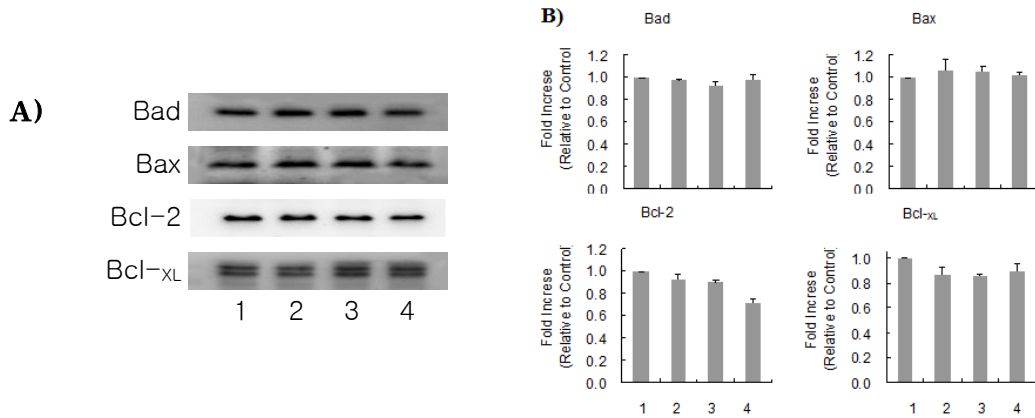 A)
Bad
Bax
Bcl-2
Bcl-XL
1 2 3 4
B)
Bad
Fold Increse
(Relative to Control)
1.2
1.0
0.8
0.6
0.4
0.2
0.0
Bax
Fold Increse
(Relative to Control)
1.2
1.0
0.8
0.6
0.4
0.2
0.0
Bcl-2
Fold Increse
(Relative to Control)
1.2
1.0
0.8
0.6
0.4
0.2
0.0
1 2 3 4
Bcl-XL
Fold Increse
(Relative to Control)
1.2
1.0
0.8
0.6
0.4
0.2
0.0
1 2 3 4